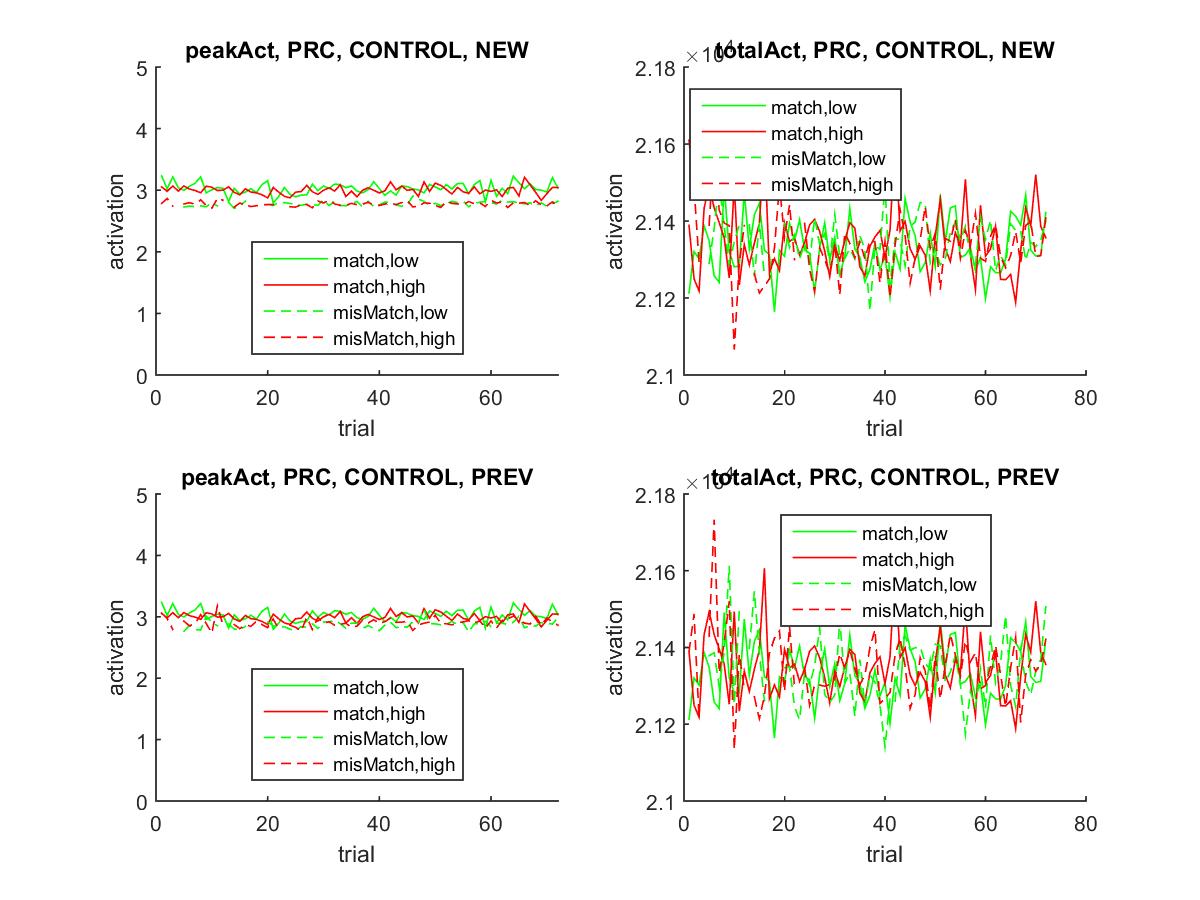 peakAct, PRC, CONTROL, NEW
5
4
3
2
1
0
activation
0 20 40 60
trial
match,low
match,high
misMatch,low
misMatch,high
×10⁴
totalAct, PRC, CONTROL, NEW
2.18
2.16
2.14
2.12
2.1
activation
0 20 40 60 80
trial
match,low
match,high
misMatch,low
misMatch,high
peakAct, PRC, CONTROL, PREV
5
4
3
2
1
0
activation
0 20 40 60
trial
match,low
match,high
misMatch,low
misMatch,high
×10⁴
totalAct, PRC, CONTROL, PREV
2.18
2.16
2.14
2.12
2.1
activation
0 20 40 60 80
trial
match,low
match,high
misMatch,low
misMatch,high